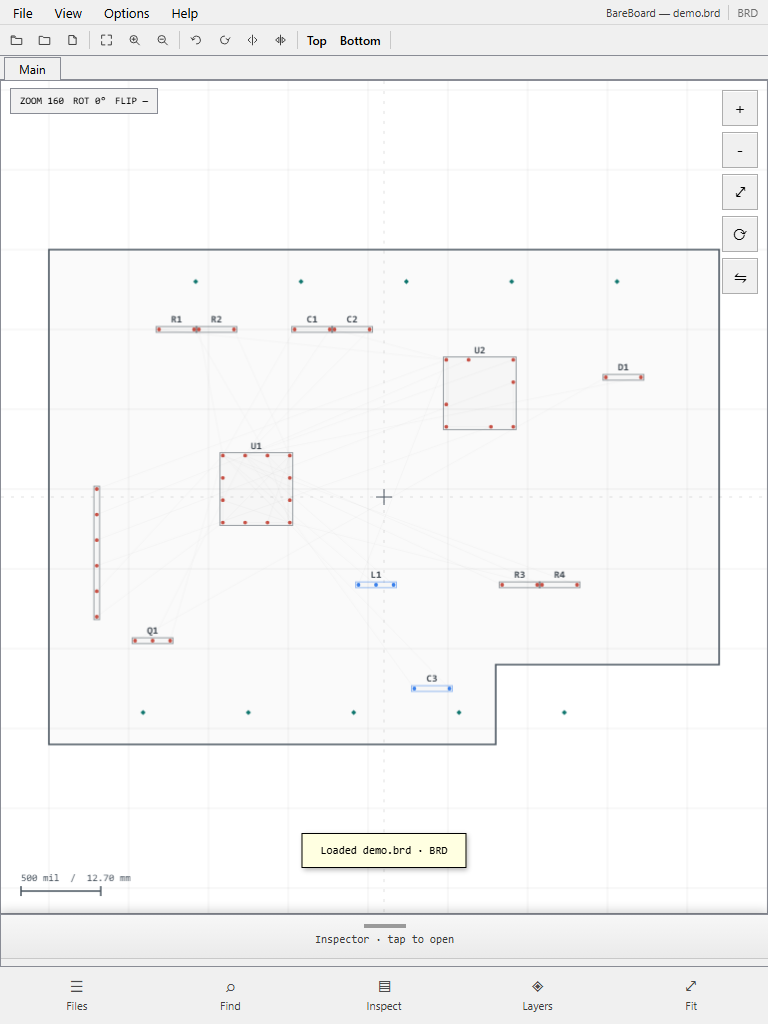 File View Options Help BareBoard — demo.brd BRD
Top Bottom
Main
ZOOM 160 ROT 0° FLIP —
+
-
R1 R2 C1 C2
U2
D1
U1
L1 R3 R4
Q1
C3
Loaded demo.brd · BRD
500 mil / 12.70 mm
Inspector · tap to open
Files Find Inspect Layers Fit